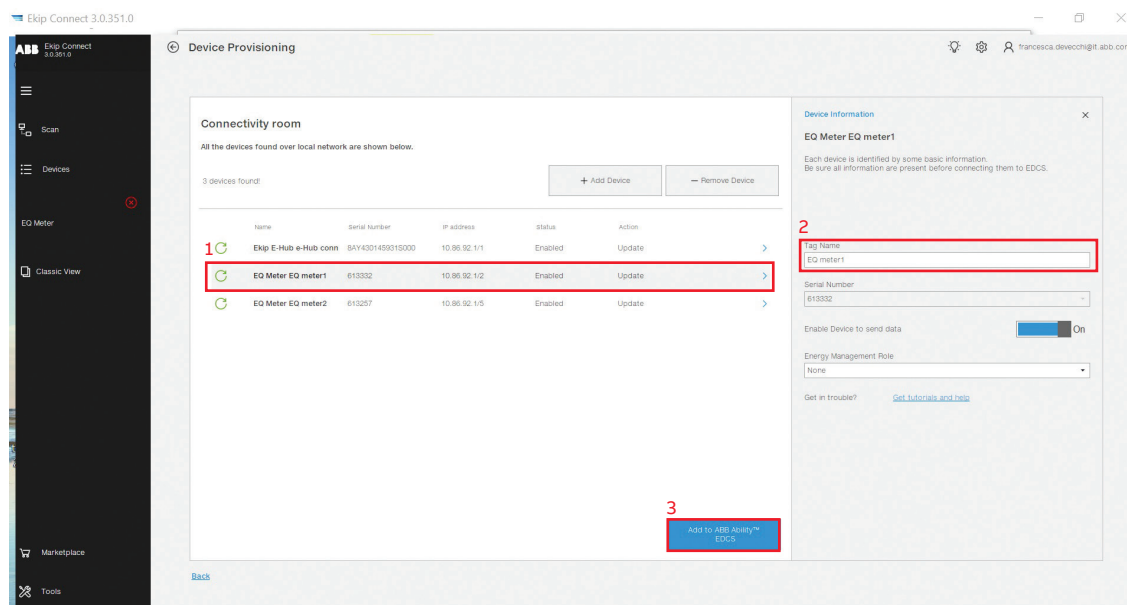 Ekip Connect 3.0.351.0
ABB
Ekip Connect
3.0.351.0
Device Provisioning
francesca.devecchi@it.abb.com
Scan
Devices
EQ Meter
Classic View
Marketplace
Tools
Connectivity room
All the devices found over local network are shown below.
3 devices found!
+ Add Device
− Remove Device
Name Serial Number IP address Status Action
1 Ekip E-Hub e-Hub conn 8AY430145931S000 10.86.92.1/1 Enabled Update >
EQ Meter EQ meter1 613332 10.86.92.1/2 Enabled Update >
EQ Meter EQ meter2 613257 10.86.92.1/5 Enabled Update >
3
Add to ABB Ability™
EDCS
Back
Device Information
EQ Meter EQ meter1
Each device is identified by some basic information.
Be sure all information are present before connecting them to EDCS.
2
Tag Name
EQ meter1
Serial Number
613332
Enable Device to send data
On
Energy Management Role
None
Get in trouble? Get tutorials and help